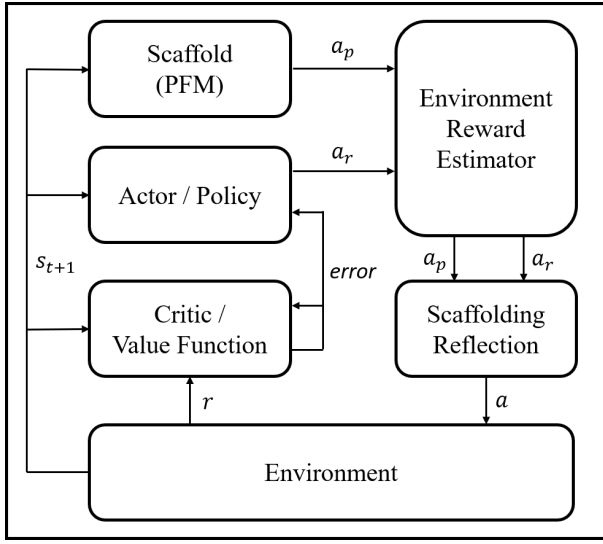 Scaffold
(PFM)
a_p
Environment
Reward
Estimator
Actor / Policy
a_r
s_{t+1}
error
a_p
a_r
Critic /
Value Function
Scaffolding
Reflection
r
a
Environment